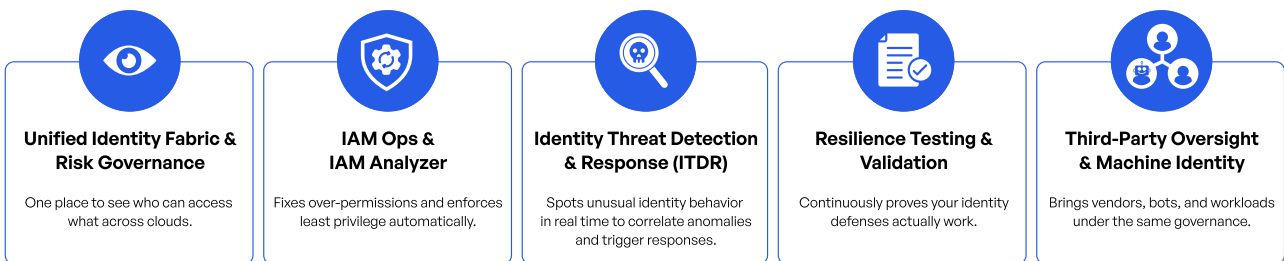 Unified Identity Fabric &
Risk Governance
One place to see who can access
what across clouds.
IAM Ops &
IAM Analyzer
Fixes over-permissions and enforces
least privilege automatically.
Identity Threat Detection
& Response (ITDR)
Spots unusual identity behavior
in real time to correlate anomalies
and trigger responses.
Resilience Testing &
Validation
Continuously proves your identity
defenses actually work.
Third-Party Oversight
& Machine Identity
Brings vendors, bots, and workloads
under the same governance.